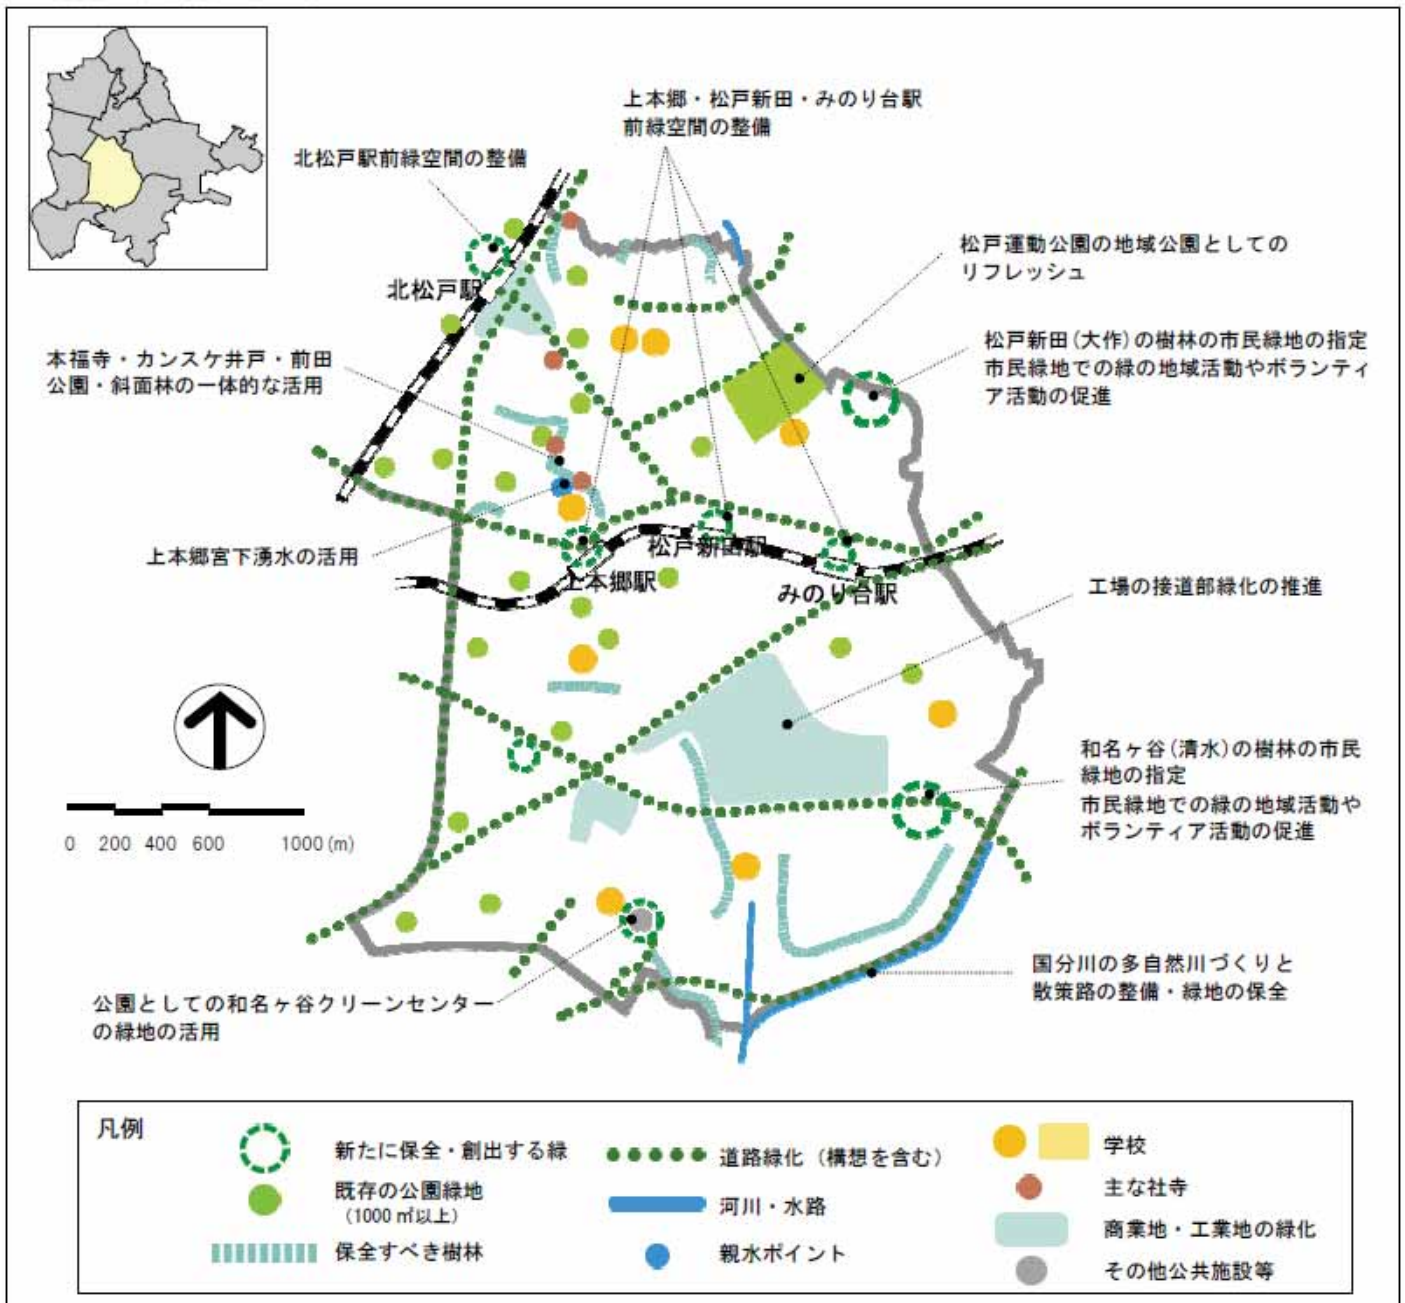 上本郷・松戸新田・みのり台駅
前緑空間の整備
北松戸駅前緑空間の整備
松戸運動公園の地域公園としての
リフレッシュ
北松戸駅
松戸新田(大作)の樹林の市民緑地の指定
市民緑地での緑の地域活動やボランティ
ア活動の促進
本福寺・カンスケ井戸・前田
公園・斜面林の一体的な活用
上本郷宮下湧水の活用
松戸新田駅
上本郷駅
みのり台駅
工場の接道部緑化の推進
和名ヶ谷(清水)の樹林の市民
緑地の指定
市民緑地での緑の地域活動や
ボランティア活動の促進
0 200 400 600 1000(m)
国分川の多自然川づくりと
散策路の整備・緑地の保全
公園としての和名ヶ谷クリーンセンター
の緑地の活用
凡例
新たに保全・創出する緑
既存の公園緑地
(1000㎡以上)
保全すべき樹林
道路緑化(構想を含む)
河川・水路
親水ポイント
学校
主な社寺
商業地・工業地の緑化
その他公共施設等